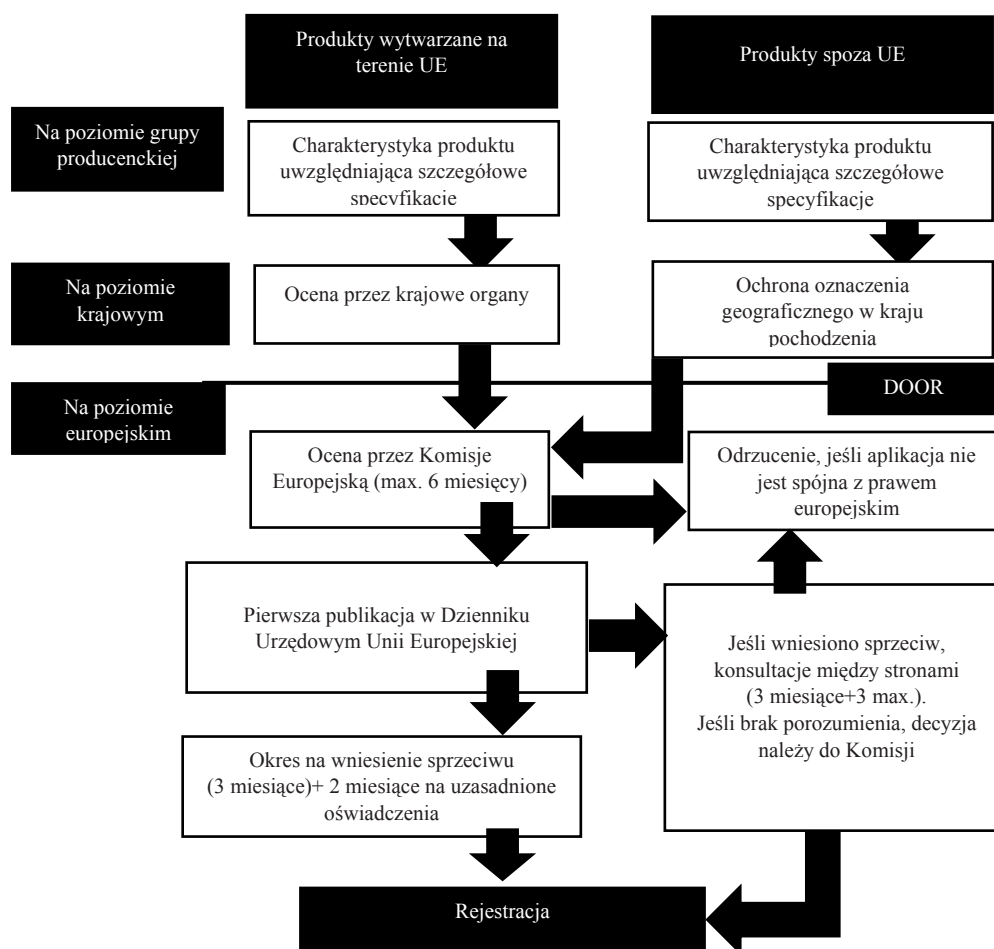 Produkty wytwarzane na
terenie UE
Produkty spoza UE
Na poziomie grupy
producenckiej
Charakterystyka produktu
uwzględniająca szczegółowe
specyfikacje
Charakterystyka produktu
uwzględniająca szczegółowe
specyfikacje
Na poziomie
krajowym
Ocena przez krajowe organy
Ochrona oznaczenia
geograficznego w kraju
pochodzenia
Na poziomie
europejskim
DOOR
Ocena przez Komisje
Europejską (max. 6 miesięcy)
Odrzucenie, jeśli aplikacja nie
jest spójna z prawem
europejskim
Pierwsza publikacja w Dzienniku
Urzędowym Unii Europejskiej
Jeśli wniesiono sprzeciw,
konsultacje między stronami
(3 miesiące+3 max.).
Jeśli brak porozumienia, decyzja
należy do Komisji
Okres na wniesienie sprzeciwu
(3 miesiące)+ 2 miesiące na uzasadnione
oświadczenia
Rejestracja